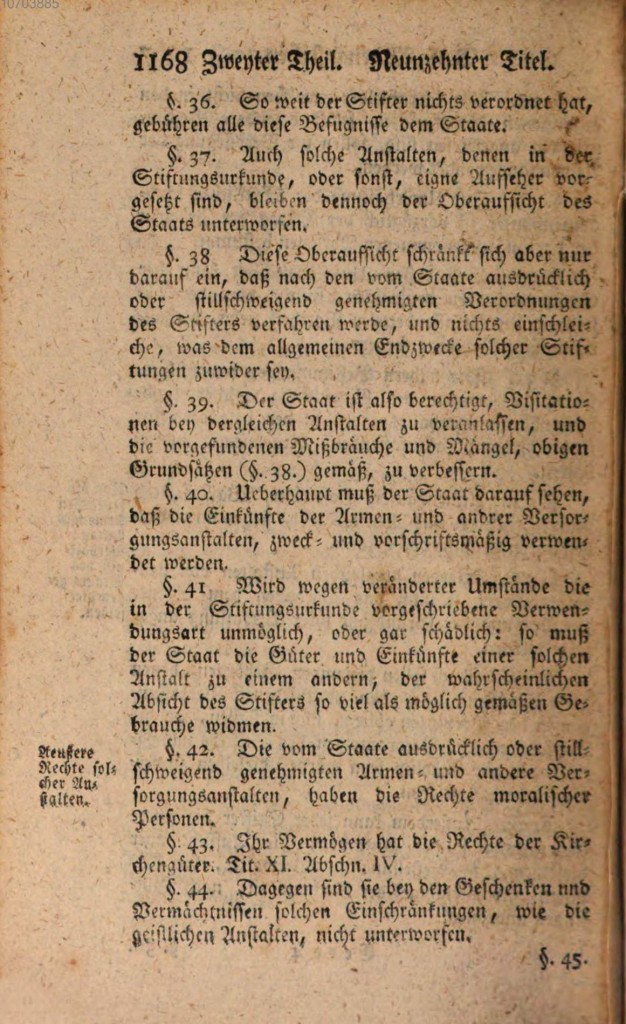 10703885
1168 Zweyter Theil. Neunzehnter Titel.
§. 36. So weit der Stifter nichts verordnet hat,
gebühren alle diese Befugnisse dem Staate.
§. 37. Auch solche Anstalten, denen in der
Stiftungsurkunde, oder sonst, eigne Aufseher vor-
gesetzt sind, bleiben dennoch der Oberaufsicht des
Staats unterworfen.
§. 38 Diese Oberaufsicht schränkt sich aber nur
darauf ein, daß nach den vom Staate ausdrücklich
oder stillschweigend genehmigten Verordnungen
des Stifters verfahren werde, und nichts einschlei-
che, was dem allgemeinen Endzwecke solcher Stif-
tungen zuwider sey.
§. 39. Der Staat ist also berechtigt, Visitatio-
nen bey dergleichen Anstalten zu veranlassen, und
die vorgefundenen Mißbräuche und Mängel, obigen
Grundsätzen (§. 38.) gemäß, zu verbessern.
§. 40. Ueberhaupt muß der Staat darauf sehen,
daß die Einkünfte der Armen- und andrer Versor-
gungsanstalten, zweck- und vorschriftsmäßig verwen-
det werden.
§. 41 Wird wegen veränderter Umstände die
in der Stiftungsurkunde vorgeschriebene Verwen-
dungsart unmöglich, oder gar schädlich: so muß
der Staat die Güter und Einkünfte einer solchen
Anstalt zu einem andern, der wahrscheinlichen
Absicht des Stifters so viel als möglich gemäßen Ge-
brauche widmen.
Aeussere
Rechte sol-
cher An-
stalten.
§. 42. Die vom Staate ausdrücklich oder still-
schweigend genehmigten Armen- und andere Ver-
sorgungsanstalten, haben die Rechte moralischer
Personen.
§. 43. Ihr Vermögen hat die Rechte der Kir-
chengüter. Tit. XI. Abschn. IV.
§. 44. Dagegen sind sie bey den Geschenken und
Vermächtnissen solchen Einschränkungen, wie die
geistlichen Anstalten, nicht unterworfen.
§. 45.